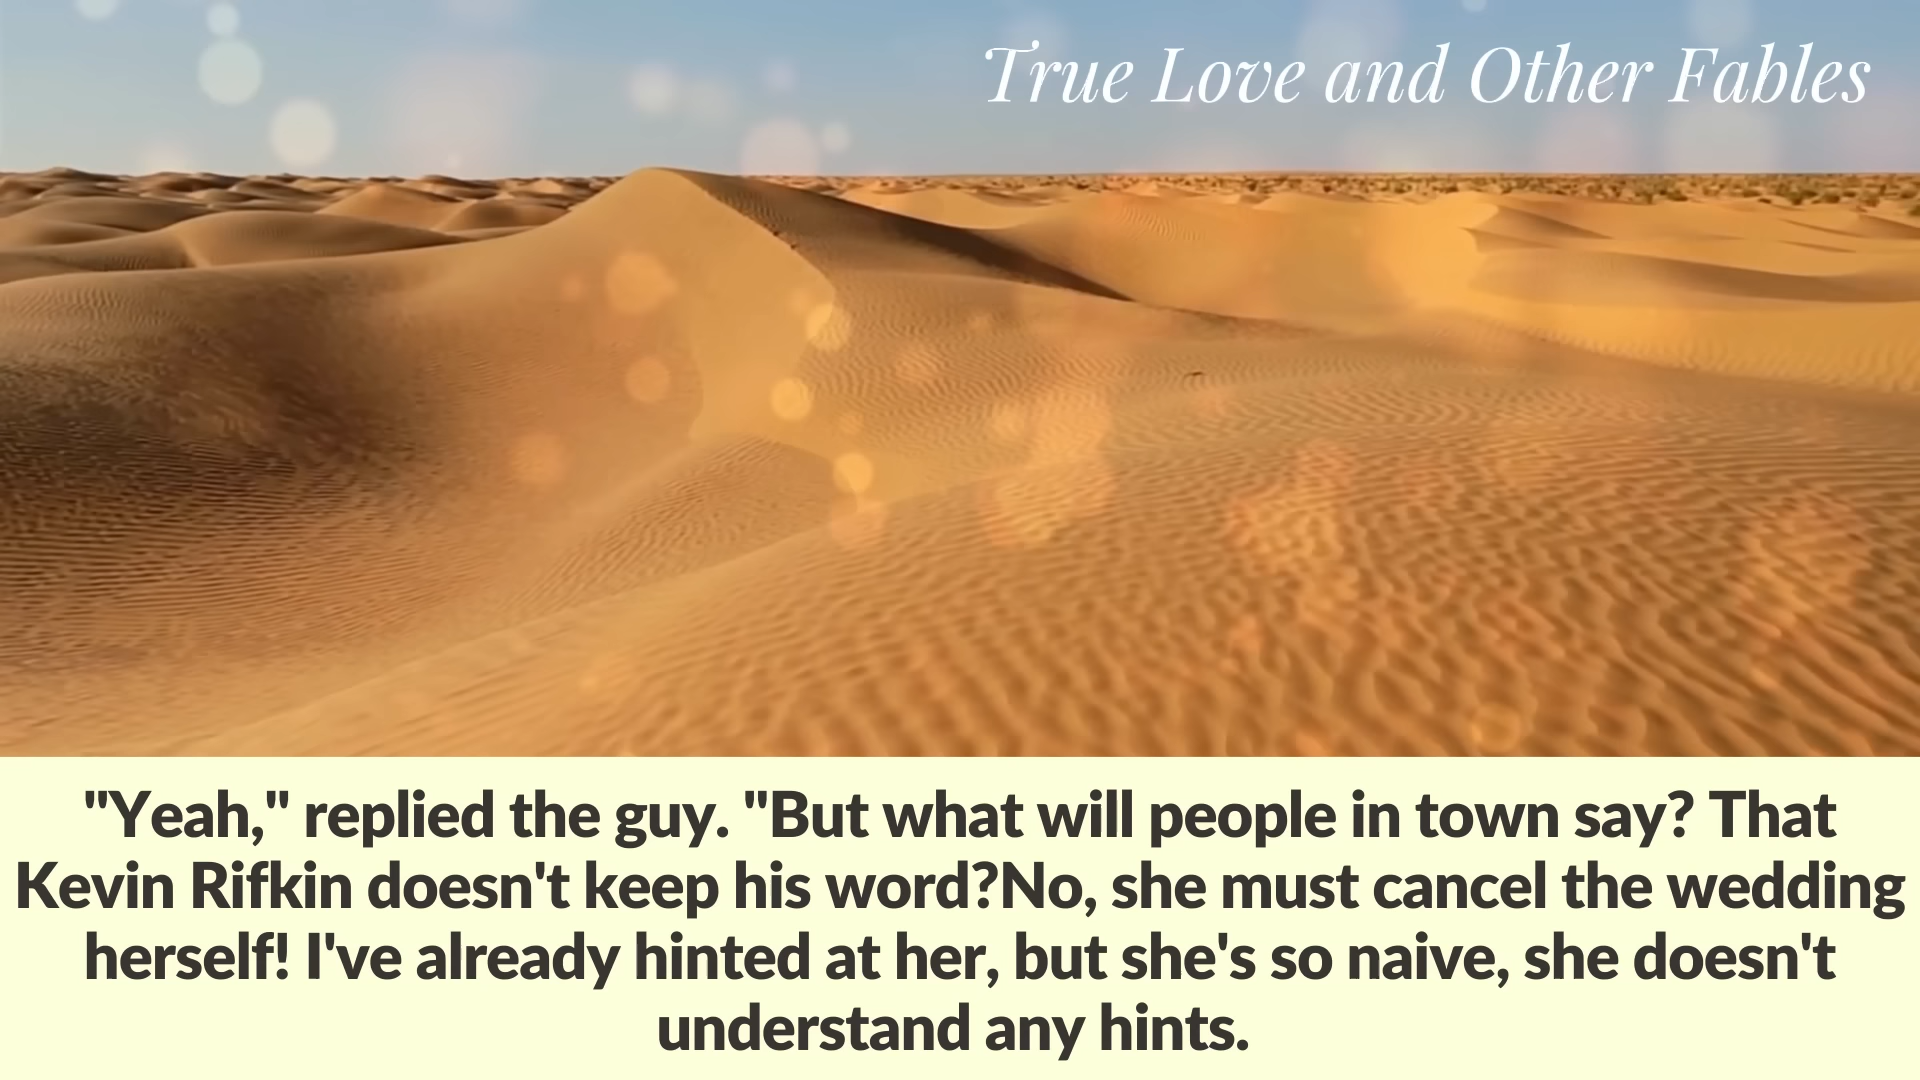 True Love and Other Fables
"Yeah," replied the guy. "But what will people in town say? That
Kevin Rifkin doesn't keep his word?No, she must cancel the wedding
herself! I've already hinted at her, but she's so naive, she doesn't
understand any hints.